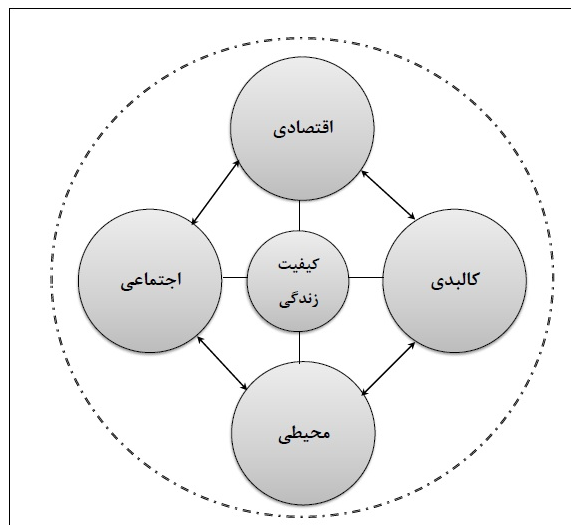 اقتصادی
کیفیت
زندگی
کالبدی
اجتماعی
محیطی